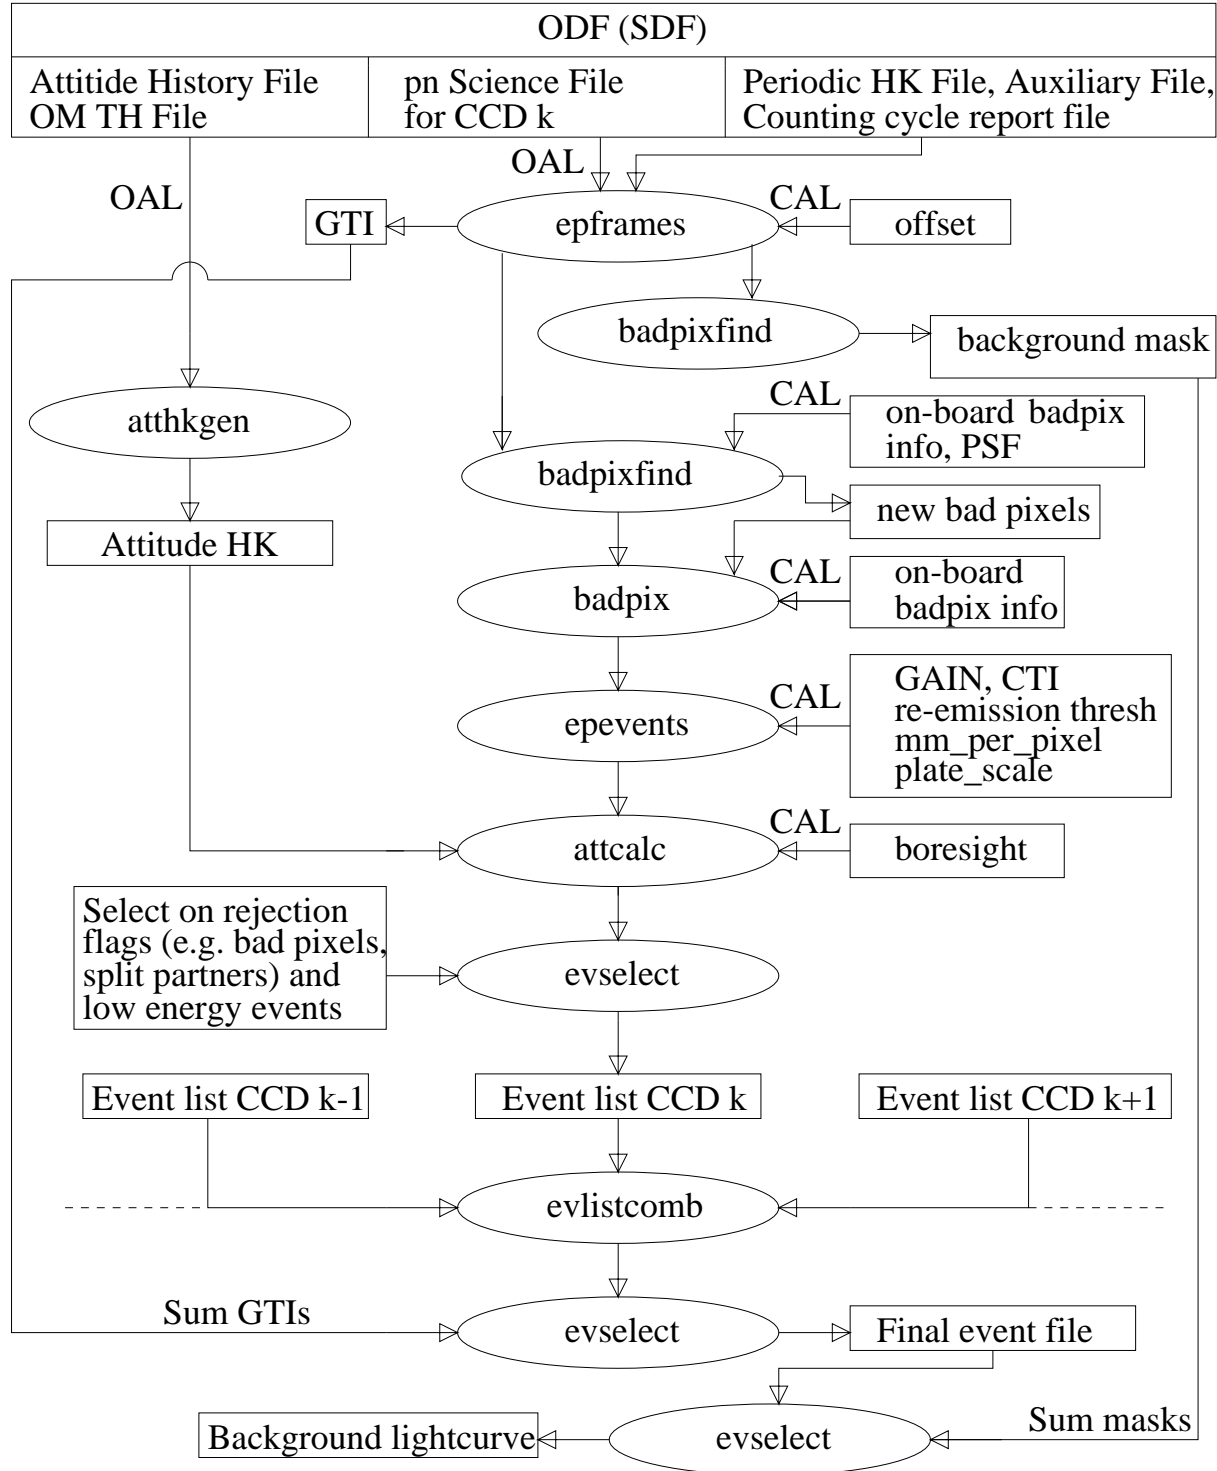 ODF (SDF)
Attitide History File
OM TH File
pn Science File
for CCD k
Periodic HK File, Auxiliary File,
Counting cycle report file
OAL
OAL
CAL
GTI
epframes
offset
badpixfind
background mask
CAL
atthkgen
on-board badpix
info, PSF
badpixfind
new bad pixels
Attitude HK
CAL
on-board
badpix info
badpix
GAIN, CTI
re-emission thresh
mm_per_pixel
plate_scale
CAL
epevents
CAL
attcalc
boresight
Select on rejection
flags (e.g. bad pixels,
split partners) and
low energy events
evselect
Event list CCD k-1
Event list CCD k
Event list CCD k+1
evlistcomb
Sum GTIs
evselect
Final event file
Sum masks
Background lightcurve
evselect